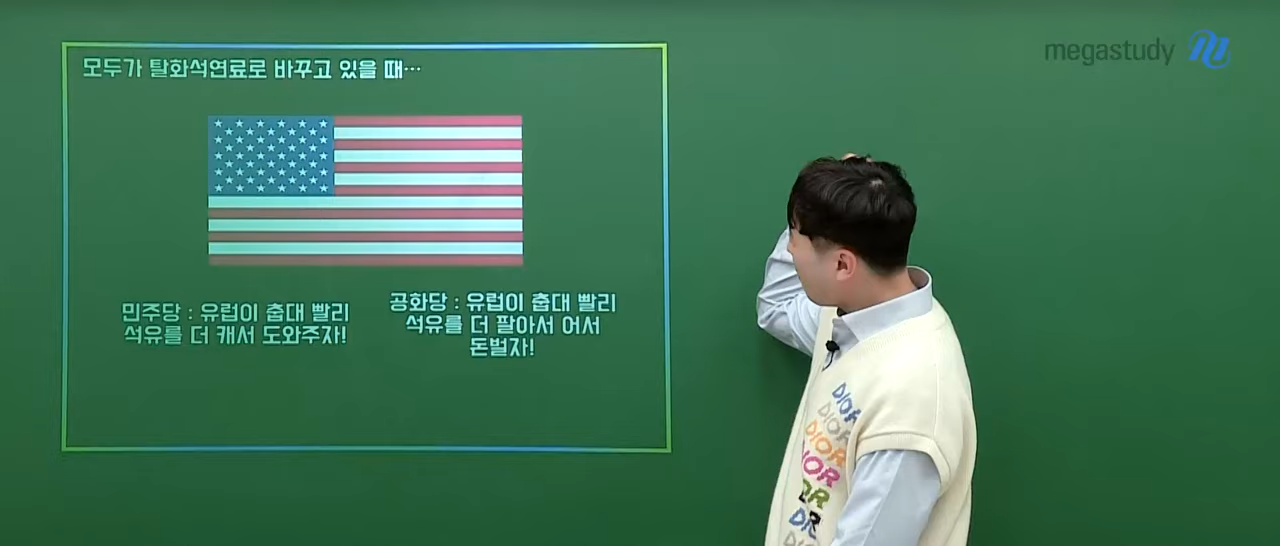 모두가 탈화석연료로 바꾸고 있을 때…
megastudy
민주당 : 유럽이 춥대 빨리
석유를 더 캐서 도와주자!
공화당 : 유럽이 춥대 빨리
석유를 더 팔아서 어서
돈벌자!
DIOR
DIOR
DIOR
DIOR